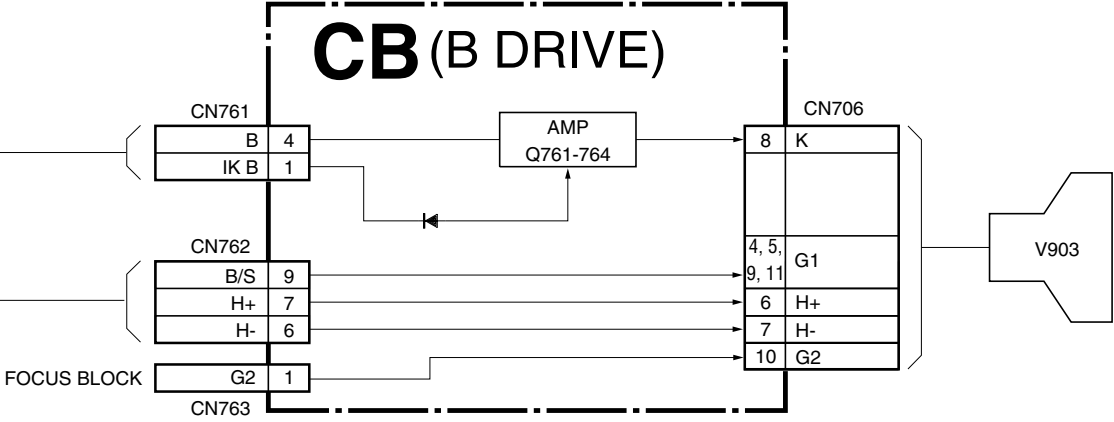 CB (B DRIVE)
CN761
B 4
IK B 1
AMP
Q761-764
CN706
8 K
CN762
B/S 9
H+ 7
H- 6
4, 5,
9, 11 G1
6 H+
7 H-
10 G2
V903
FOCUS BLOCK G2 1
CN763